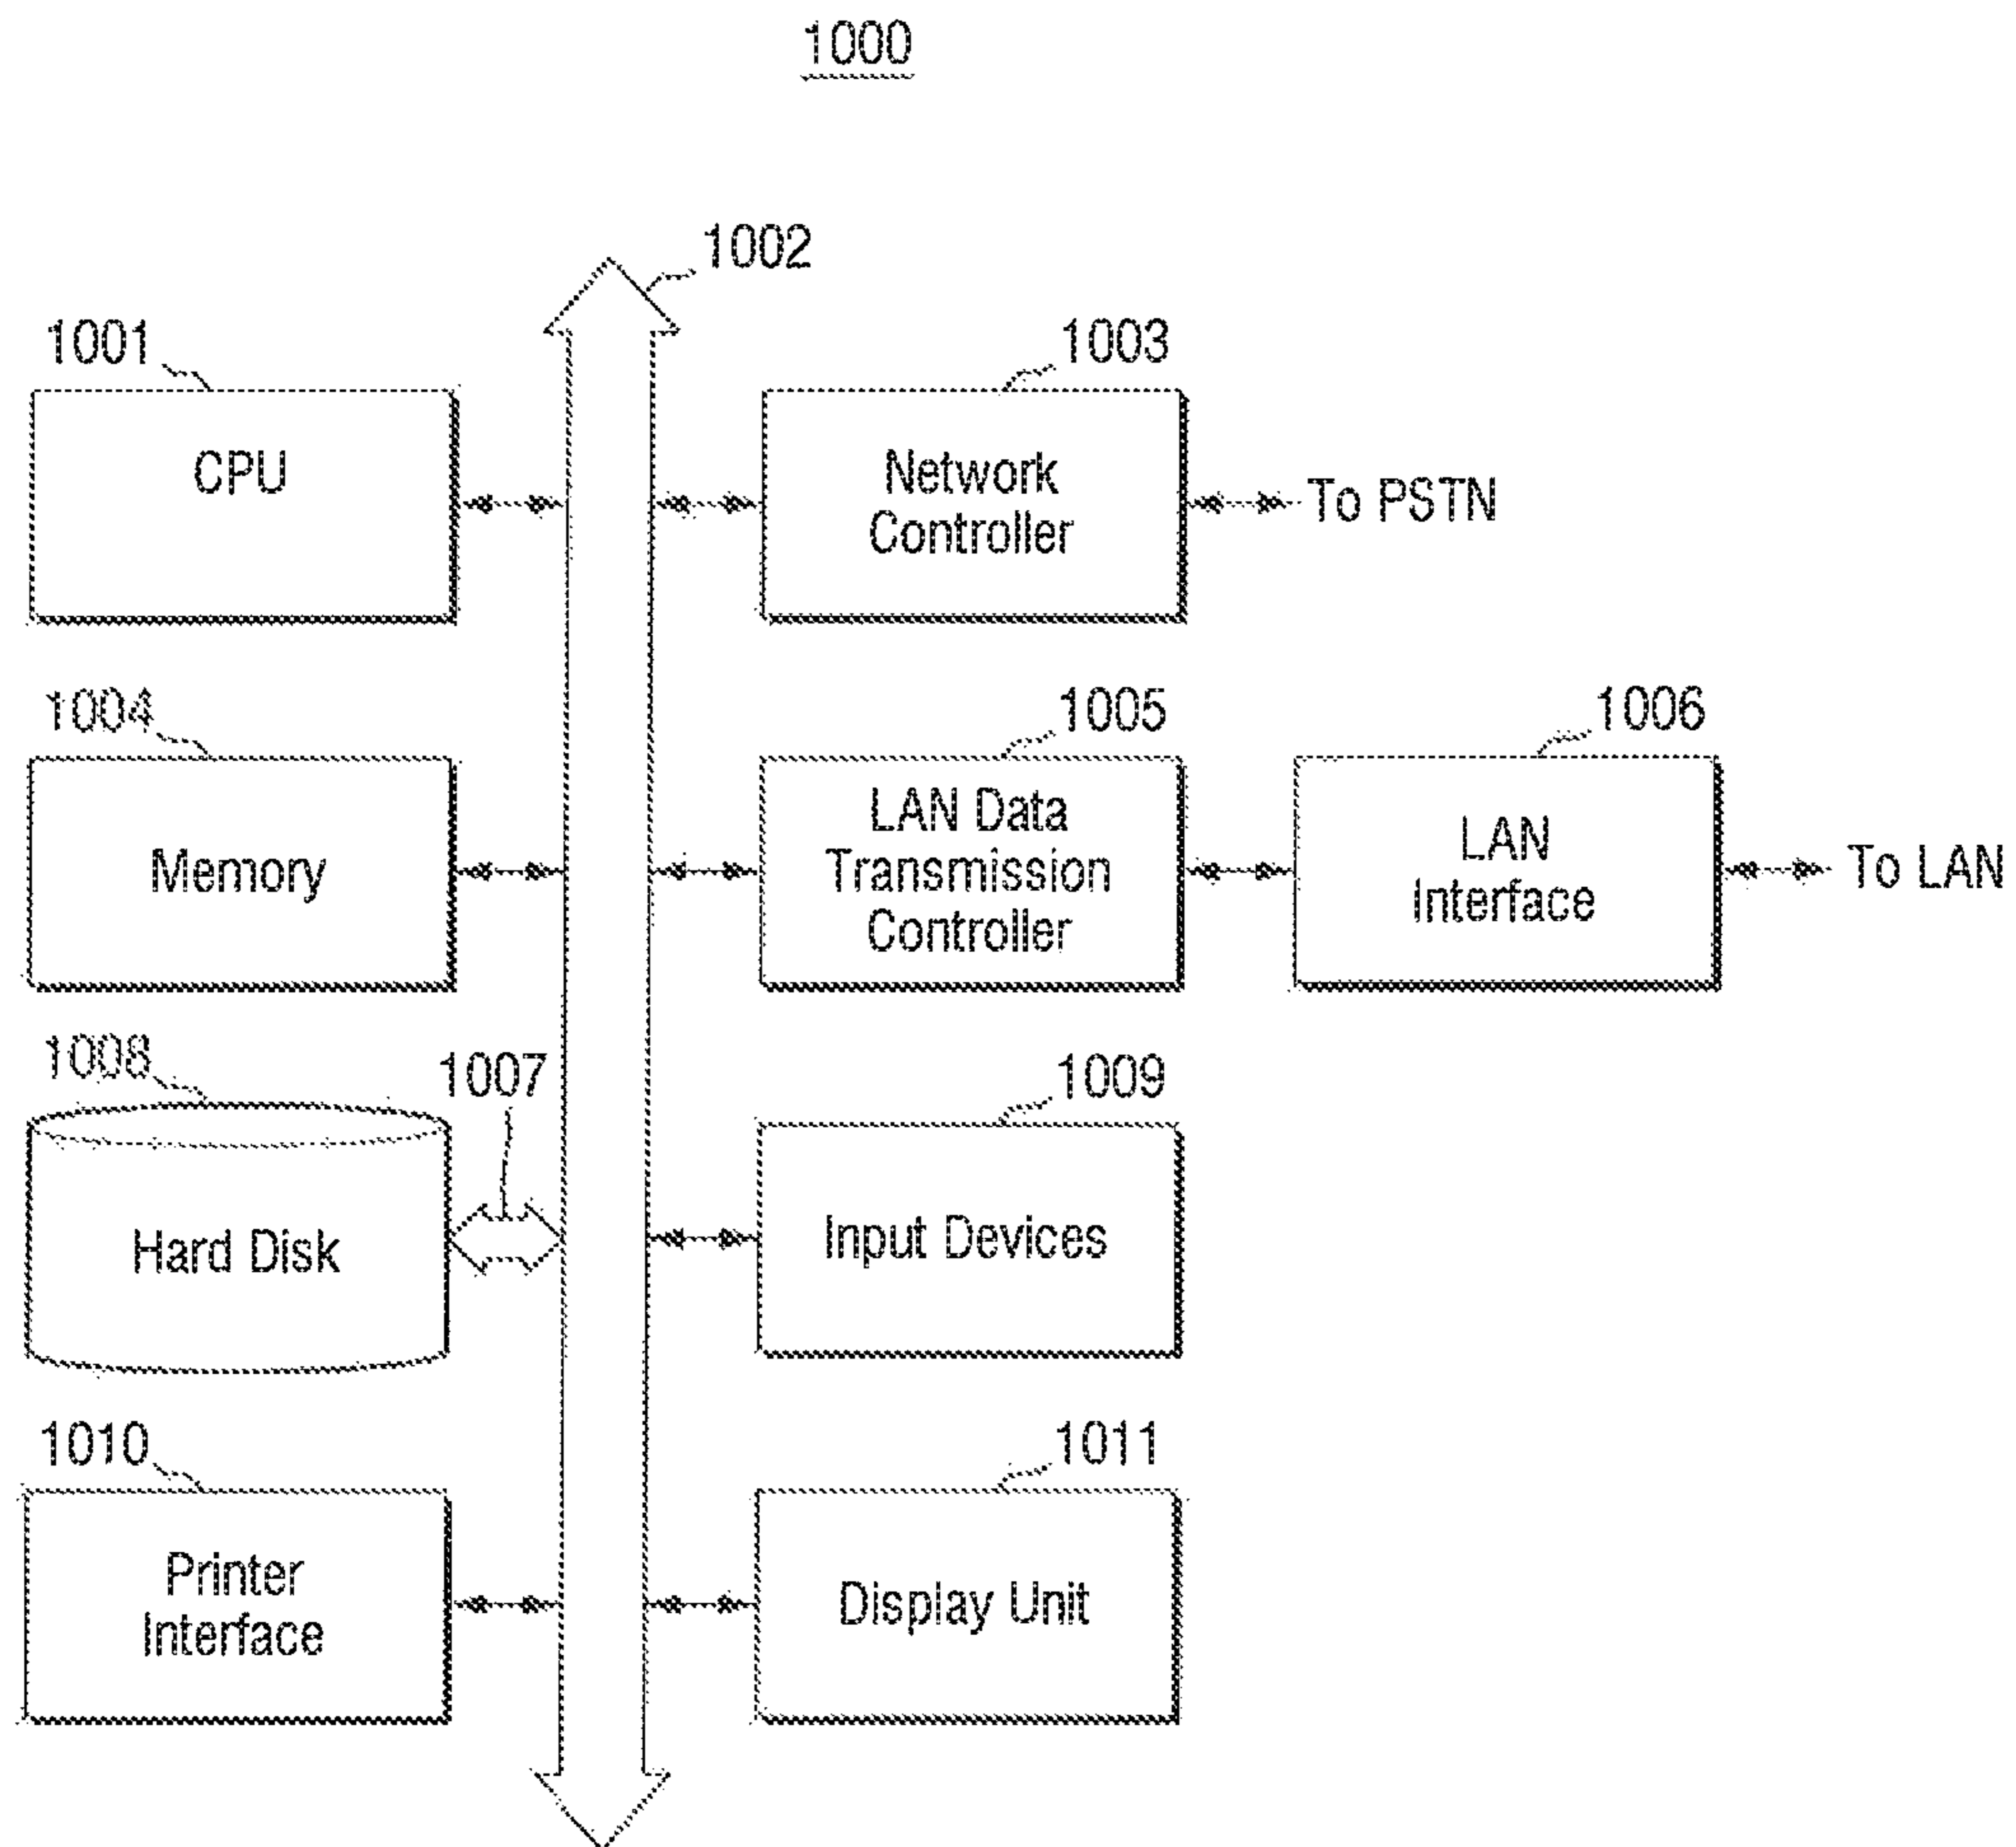 1000
1002
1001
1003
CPU
Network
Controller
To PSTN
1004
1005
1006
Memory
LAN Data
Transmission
Controller
LAN
Interface
To LAN
1008
1007
1009
Hard Disk
Input Devices
1010
1011
Printer
Interface
Display Unit